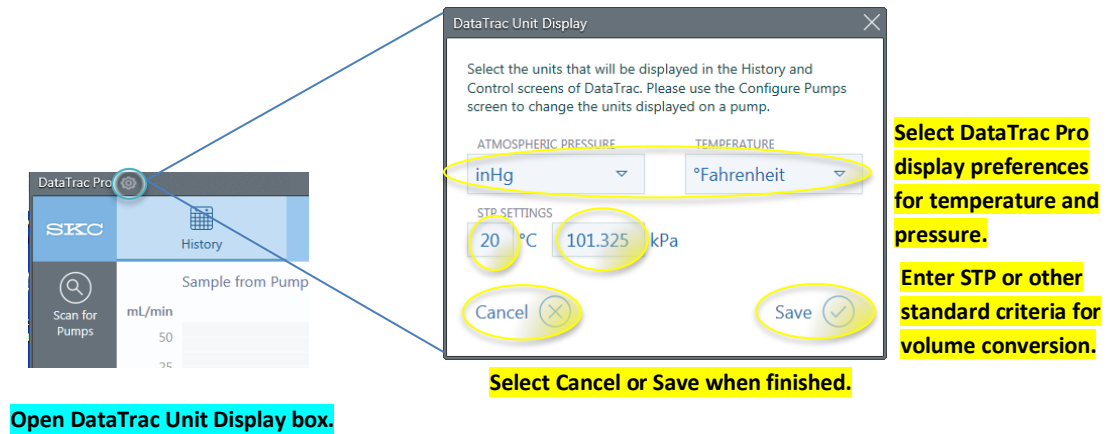 DataTrac Unit Display
Select the units that will be displayed in the History and
Control screens of DataTrac. Please use the Configure Pumps
screen to change the units displayed on a pump.
ATMOSPHERIC PRESSURE
TEMPERATURE
inHg
°Fahrenheit
STP SETTINGS
20 °C 101.325 kPa
Cancel
Save
Select DataTrac Pro
display preferences
for temperature and
pressure.
Enter STP or other
standard criteria for
volume conversion.
Select Cancel or Save when finished.
DataTrac Pro
SKC
History
Scan for
Pumps
Sample from Pump
mL/min
50
25
Open DataTrac Unit Display box.